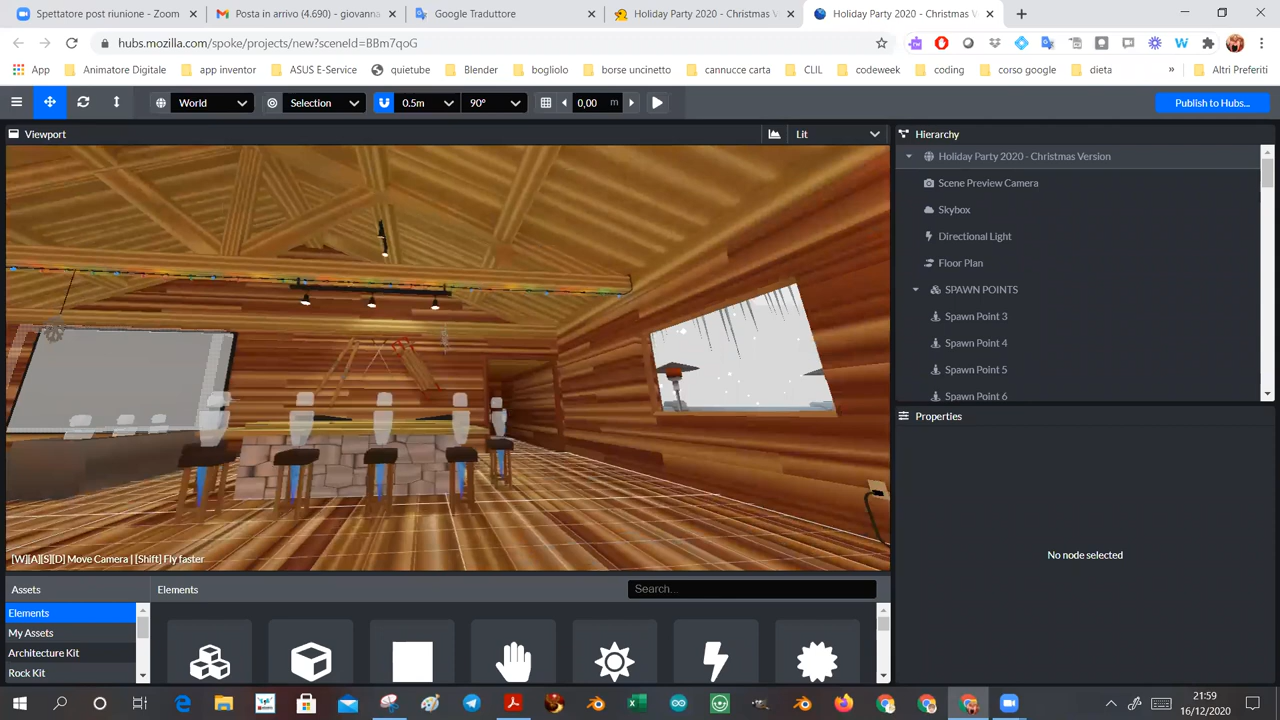 Spettatore post riunione - Zoom
Posta in arrivo (4.690) - giovanna
Google Traduttore
Holiday Party 2020 - Christmas V
Holiday Party 2020 - Christmas V
hubs.mozilla.com/spoke/projects/new?sceneId=RBm7qoG
App
Animatore Digitale
app inventor
ASUS E-Service
quietube
Blender
bogliolo
borse uncinetto
cannucce carta
CLIL
codeweek
coding
corso google
dieta
»
Altri Preferiti
World
Selection
0.5m
90°
0,00 m
Publish to Hubs...
Viewport
Lit
Hierarchy
Holiday Party 2020 - Christmas Version
Scene Preview Camera
Skybox
Directional Light
Floor Plan
SPAWN POINTS
Spawn Point 3
Spawn Point 4
Spawn Point 5
Spawn Point 6
Properties
No node selected
[W][A][S][D] Move Camera | [Shift] Fly faster
Assets
Elements
Search...
Elements
My Assets
Architecture Kit
Rock Kit
21:59
16/12/2020